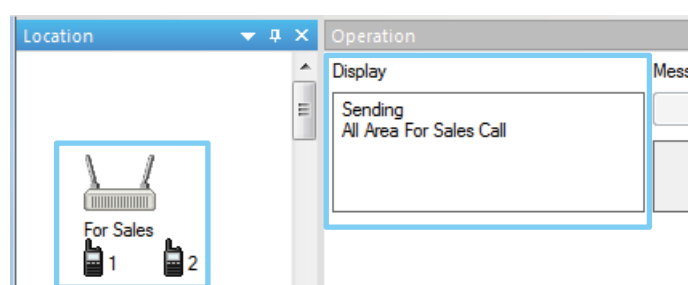 Location
Operation
Display
Sending
All Area For Sales Call
For Sales
1 2